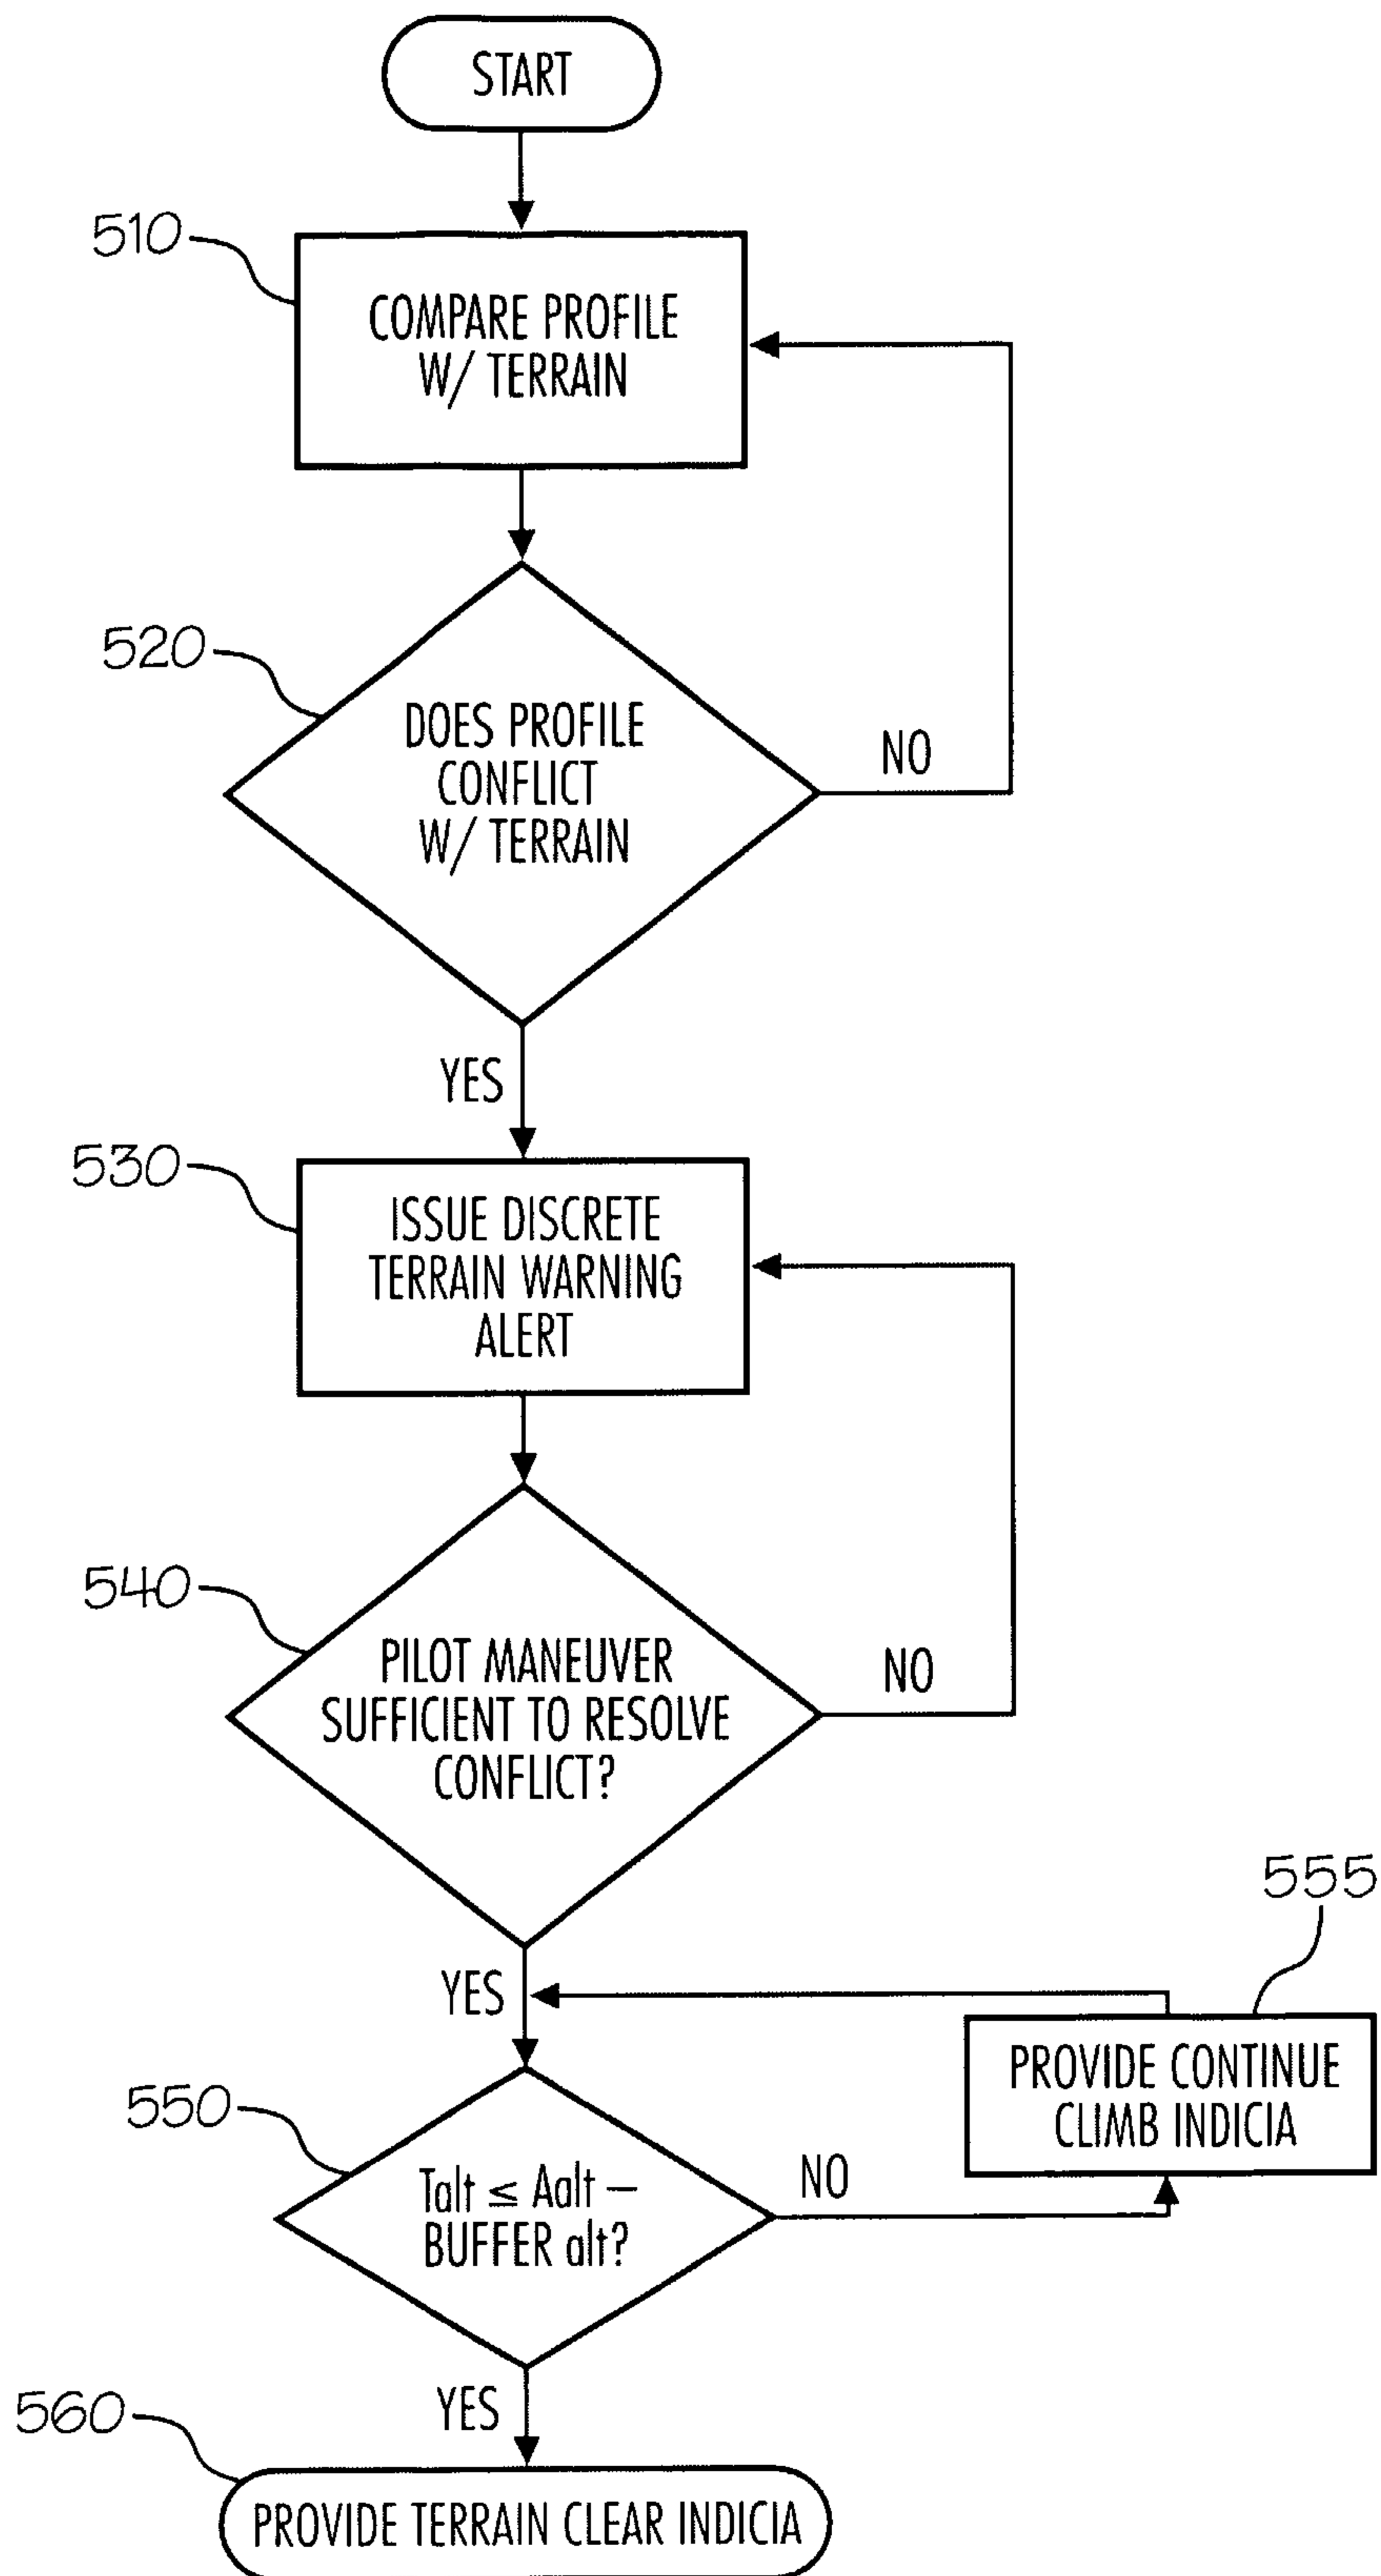 START
510
COMPARE PROFILE
W/ TERRAIN
520
DOES PROFILE
CONFLICT
W/ TERRAIN
NO
YES
530
ISSUE DISCRETE
TERRAIN WARNING
ALERT
540
PILOT MANEUVER
SUFFICIENT TO RESOLVE
CONFLICT?
NO
555
YES
PROVIDE CONTINUE
CLIMB INDICIA
550
Talt ≤ Aalt –
BUFFER alt?
NO
YES
560
PROVIDE TERRAIN CLEAR INDICIA